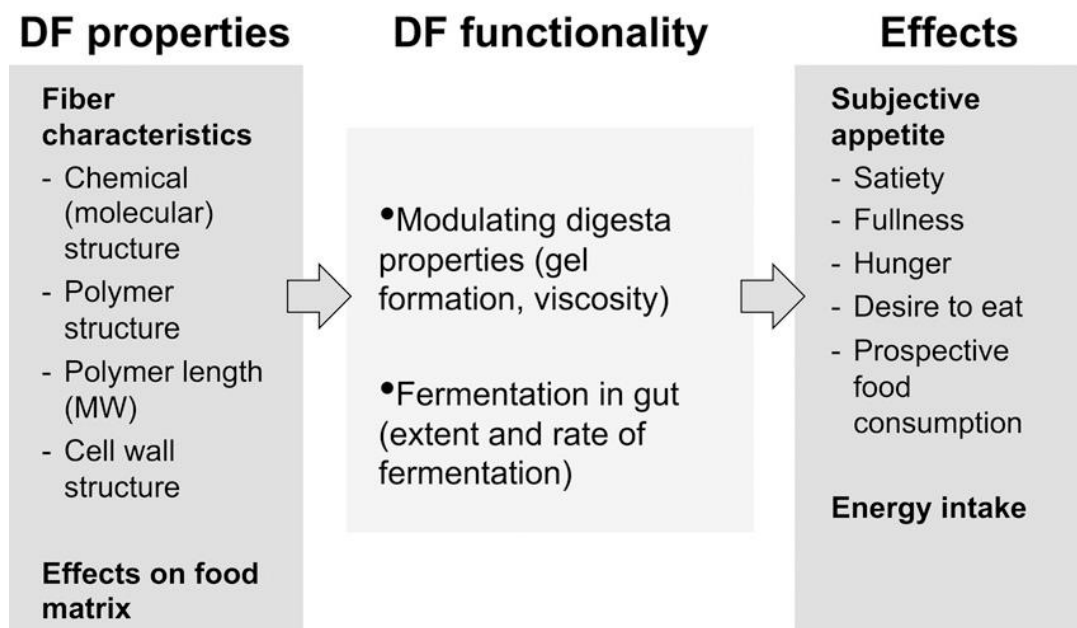 DF properties
Fiber
characteristics
- Chemical
(molecular)
structure
- Polymer
structure
- Polymer length
(MW)
- Cell wall
structure
Effects on food
matrix
DF functionality
•Modulating digesta
properties (gel
formation, viscosity)
•Fermentation in gut
(extent and rate of
fermentation)
Effects
Subjective
appetite
- Satiety
- Fullness
- Hunger
- Desire to eat
- Prospective
food
consumption
Energy intake